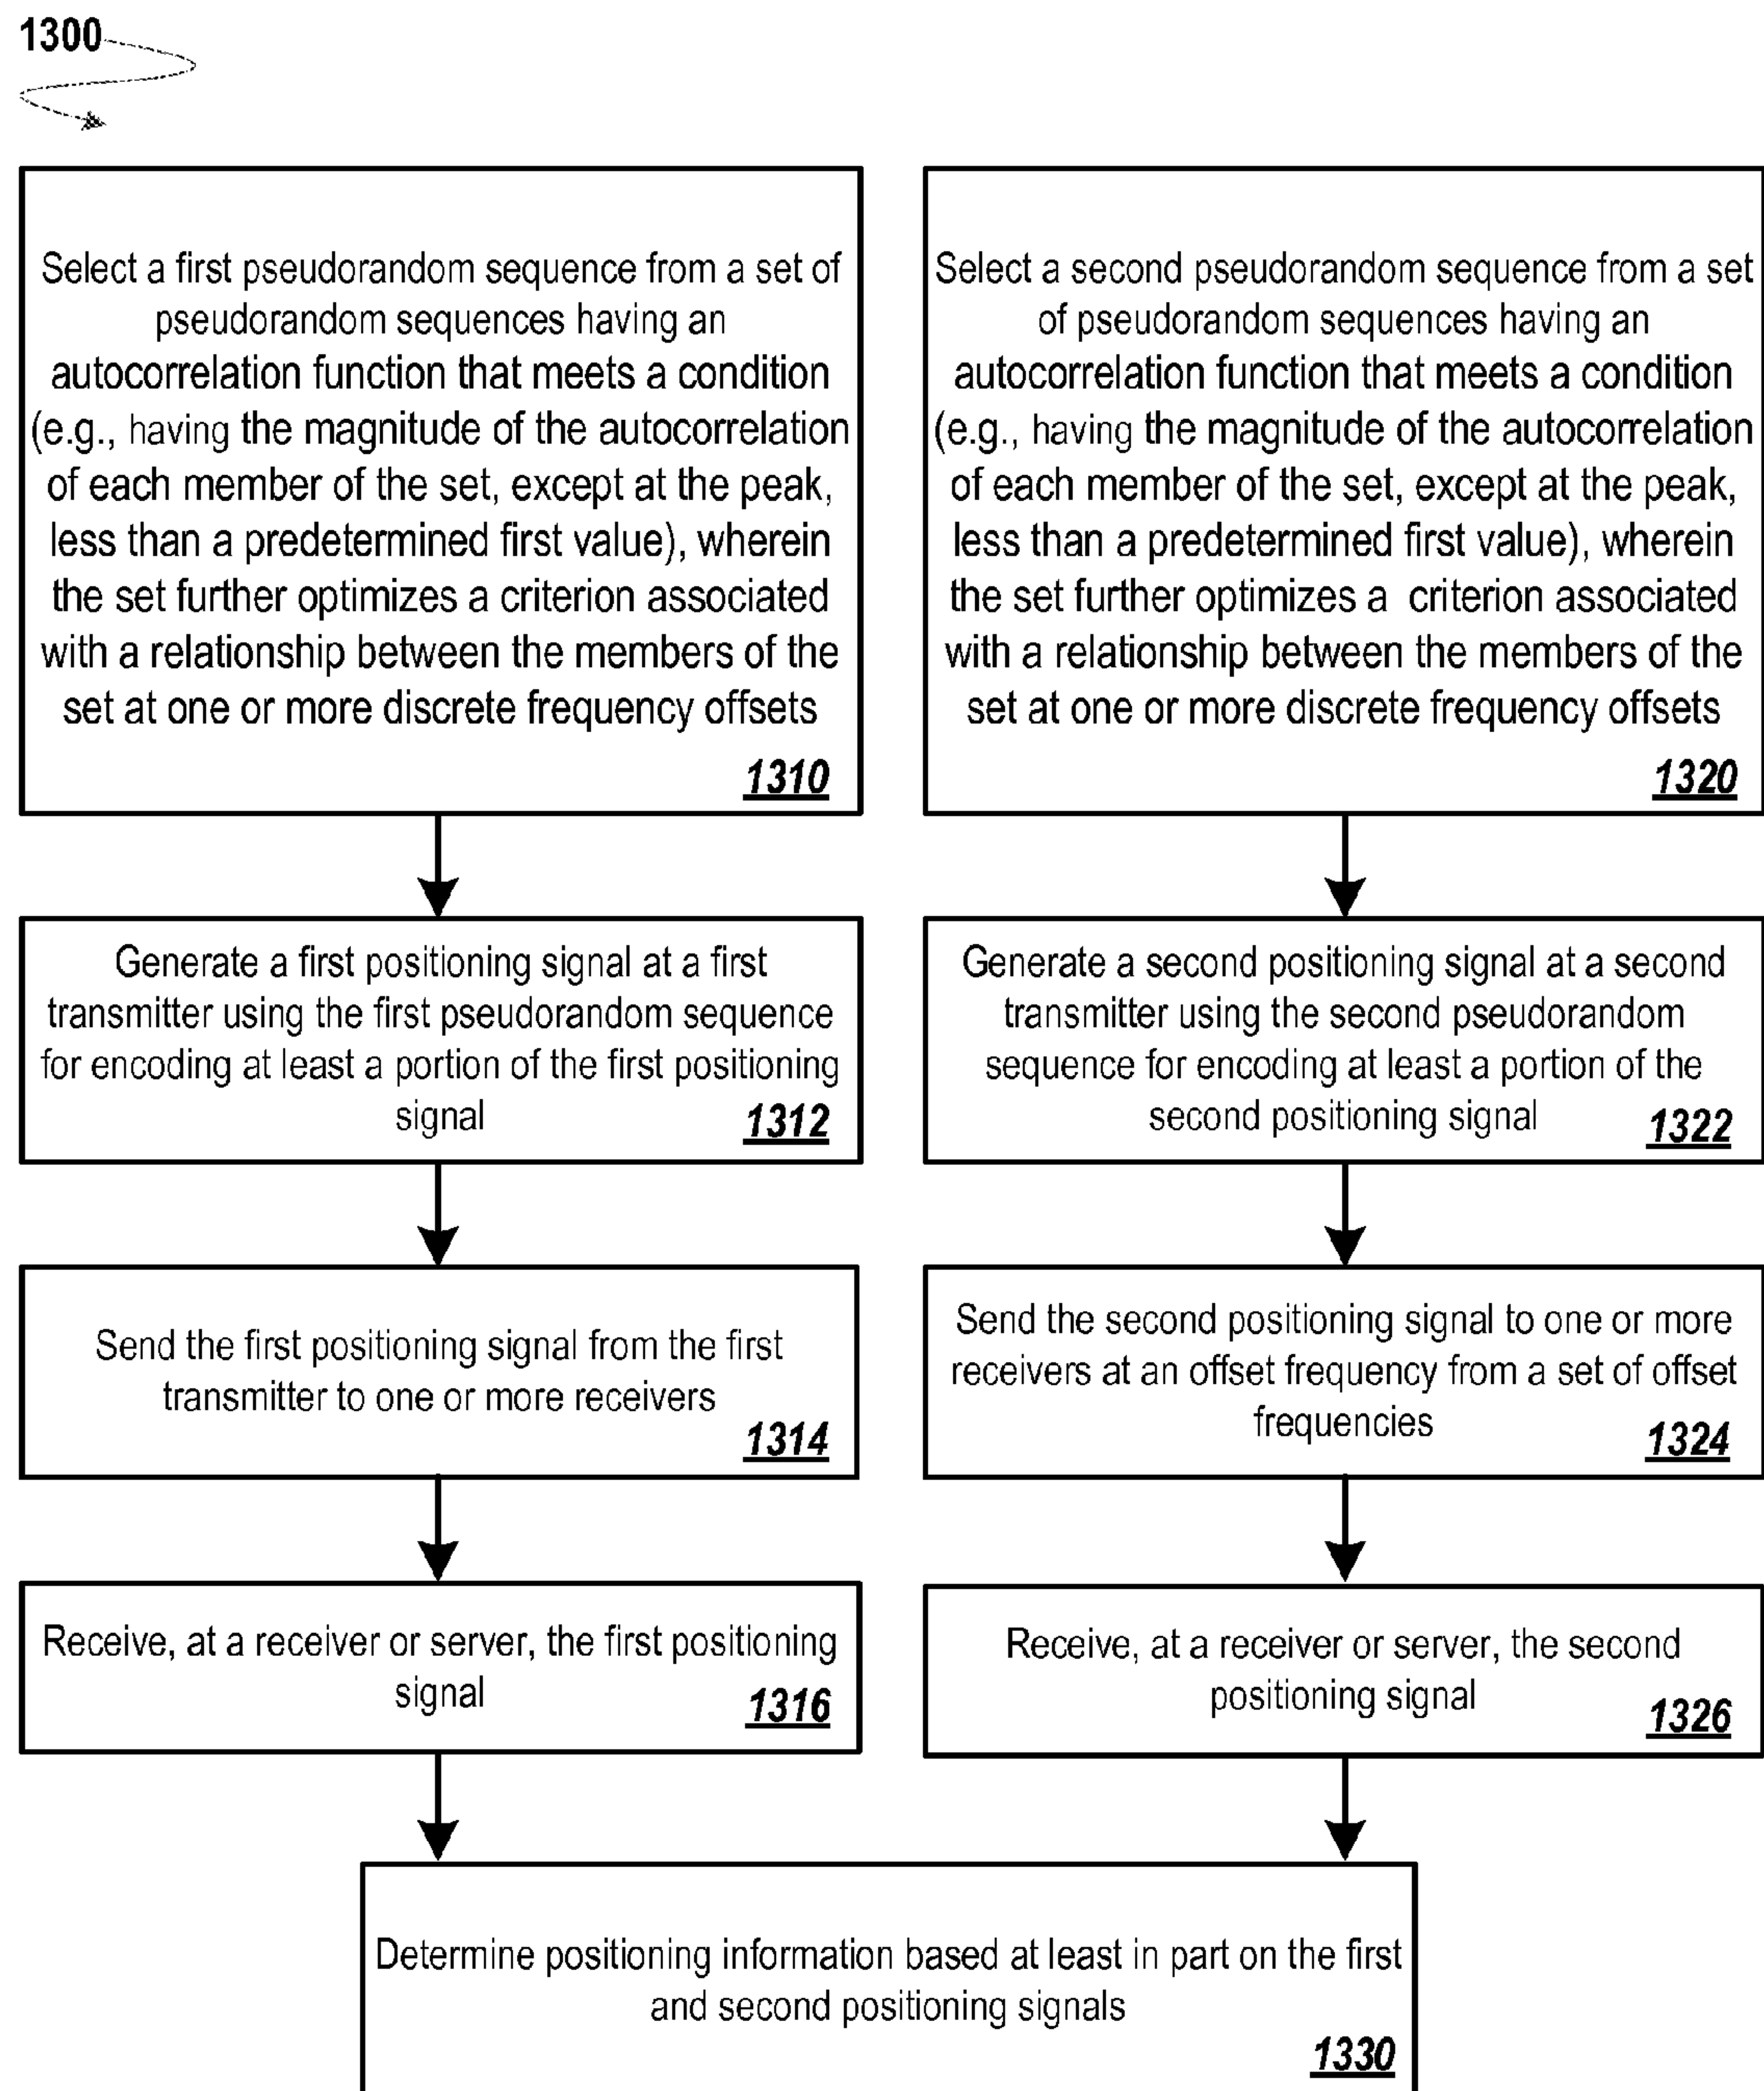 1300
Select a first pseudorandom sequence from a set of
pseudorandom sequences having an
autocorrelation function that meets a condition
(e.g., having the magnitude of the autocorrelation
of each member of the set, except at the peak,
less than a predetermined first value), wherein
the set further optimizes a criterion associated
with a relationship between the members of the
set at one or more discrete frequency offsets
1310
Generate a first positioning signal at a first
transmitter using the first pseudorandom sequence
for encoding at least a portion of the first positioning
signal
1312
Send the first positioning signal from the first
transmitter to one or more receivers
1314
Receive, at a receiver or server, the first positioning
signal
1316
Select a second pseudorandom sequence from a set
of pseudorandom sequences having an
autocorrelation function that meets a condition
(e.g., having the magnitude of the autocorrelation
of each member of the set, except at the peak,
less than a predetermined first value), wherein
the set further optimizes a criterion associated
with a relationship between the members of the
set at one or more discrete frequency offsets
1320
Generate a second positioning signal at a second
transmitter using the second pseudorandom
sequence for encoding at least a portion of the
second positioning signal
1322
Send the second positioning signal to one or more
receivers at an offset frequency from a set of offset
frequencies
1324
Receive, at a receiver or server, the second
positioning signal
1326
Determine positioning information based at least in part on the first
and second positioning signals
1330